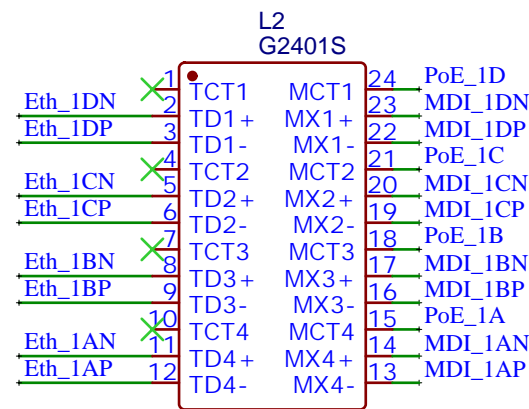 L2
G2401S
1 TCT1 MCT1 24 PoE_1D
Eth_1DN 2 TD1+ MX1+ 23 MDI_1DN
Eth_1DP 3 TD1- MX1- 22 MDI_1DP
4 TCT2 MCT2 21 PoE_1C
Eth_1CN 5 TD2+ MX2+ 20 MDI_1CN
Eth_1CP 6 TD2- MX2- 19 MDI_1CP
7 TCT3 MCT3 18 PoE_1B
Eth_1BN 8 TD3+ MX3+ 17 MDI_1BN
Eth_1BP 9 TD3- MX3- 16 MDI_1BP
10 TCT4 MCT4 15 PoE_1A
Eth_1AN 11 TD4+ MX4+ 14 MDI_1AN
Eth_1AP 12 TD4- MX4- 13 MDI_1AP